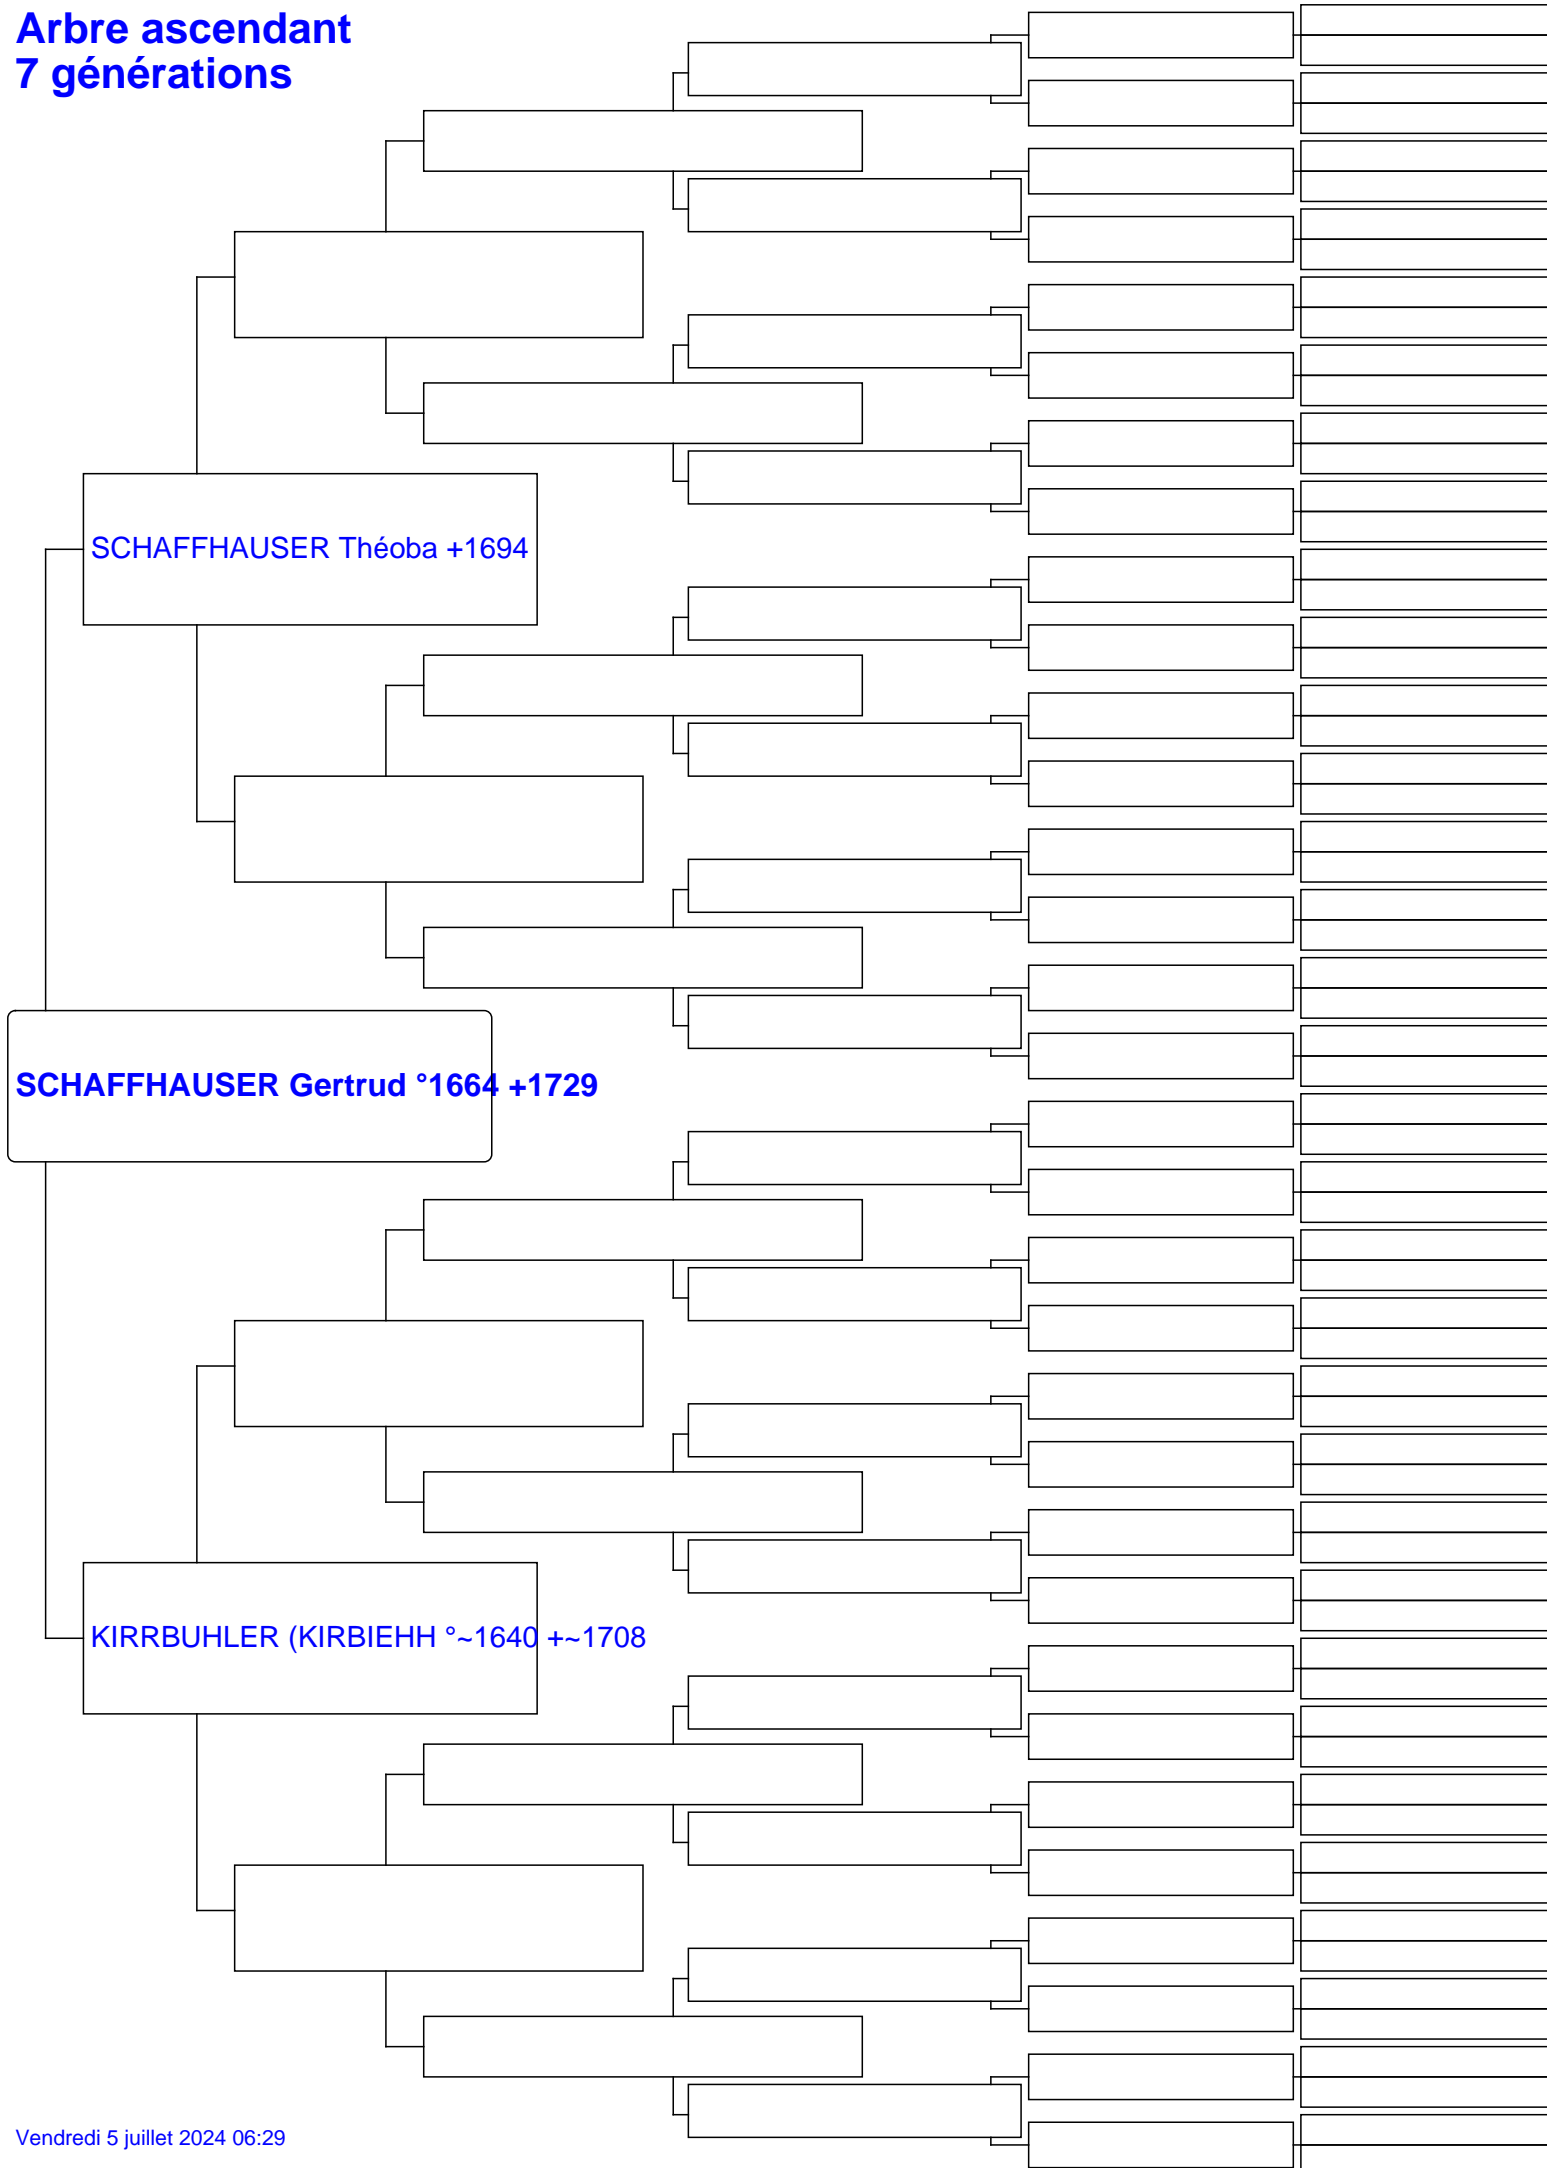 Arbre ascendant
7 générations
SCHAFFHAUSER Théoba +1694
SCHAFFHAUSER Gertrud °1664 +1729
KIRRBUHLER (KIRBIEHH °~1640 +~1708
Vendredi 5 juillet 2024 06:29